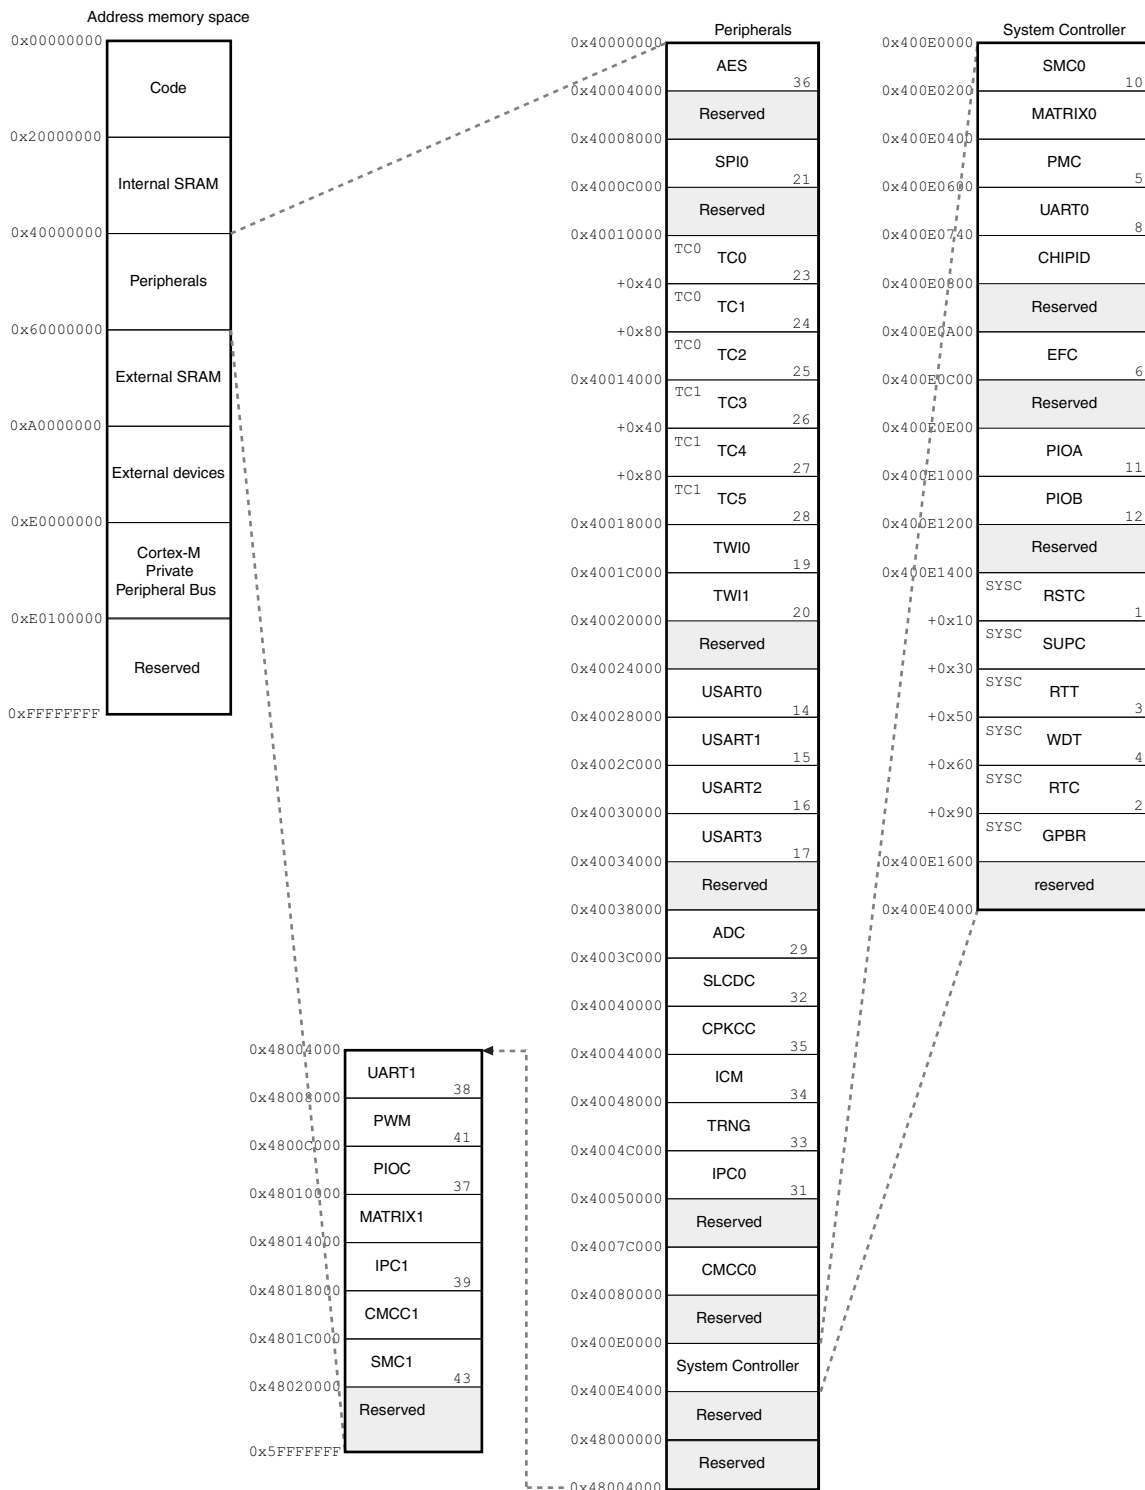 Address memory space
0x00000000
Code
0x20000000
Internal SRAM
0x40000000
Peripherals
0x60000000
External SRAM
0xA0000000
External devices
0xE0000000
Cortex-M
Private
Peripheral Bus
0xE0100000
Reserved
0xFFFFFFFF
0x48004000
UART1
38
0x48008000
PWM
41
0x4800C000
PIOC
37
0x48010000
MATRIX1
0x48014000
IPC1
39
0x48018000
CMCC1
0x4801C000
SMC1
43
0x48020000
Reserved
0x5FFFFFFF
Peripherals
0x40000000
AES
36
0x40004000
Reserved
0x40008000
SPI0
21
0x4000C000
Reserved
0x40010000
TC0 TC0
23
+0x40
TC0 TC1
24
+0x80
TC0 TC2
25
0x40014000
TC1 TC3
26
+0x40
TC1 TC4
27
+0x80
TC1 TC5
28
0x40018000
TWI0
19
0x4001C000
TWI1
20
0x40020000
Reserved
0x40024000
USART0
14
0x40028000
USART1
15
0x4002C000
USART2
16
0x40030000
USART3
17
0x40034000
Reserved
0x40038000
ADC
29
0x4003C000
SLCDC
32
0x40040000
CPKCC
35
0x40044000
ICM
34
0x40048000
TRNG
33
0x4004C000
IPC0
31
0x40050000
Reserved
0x4007C000
CMCC0
0x40080000
Reserved
0x400E0000
System Controller
0x400E4000
Reserved
0x48000000
Reserved
0x48004000
System Controller
0x400E0000
SMC0
10
0x400E0200
MATRIX0
0x400E0400
PMC
5
0x400E0600
UART0
8
0x400E0740
CHIPID
0x400E0800
Reserved
0x400E0A00
EFC
6
0x400E0C00
Reserved
0x400E0E00
PIOA
11
0x400E1000
PIOB
12
0x400E1200
Reserved
0x400E1400
SYSC RSTC
1
+0x10
SYSC SUPC
+0x30
SYSC RTT
3
+0x50
SYSC WDT
4
+0x60
SYSC RTC
2
+0x90
SYSC GPBR
0x400E1600
reserved
0x400E4000